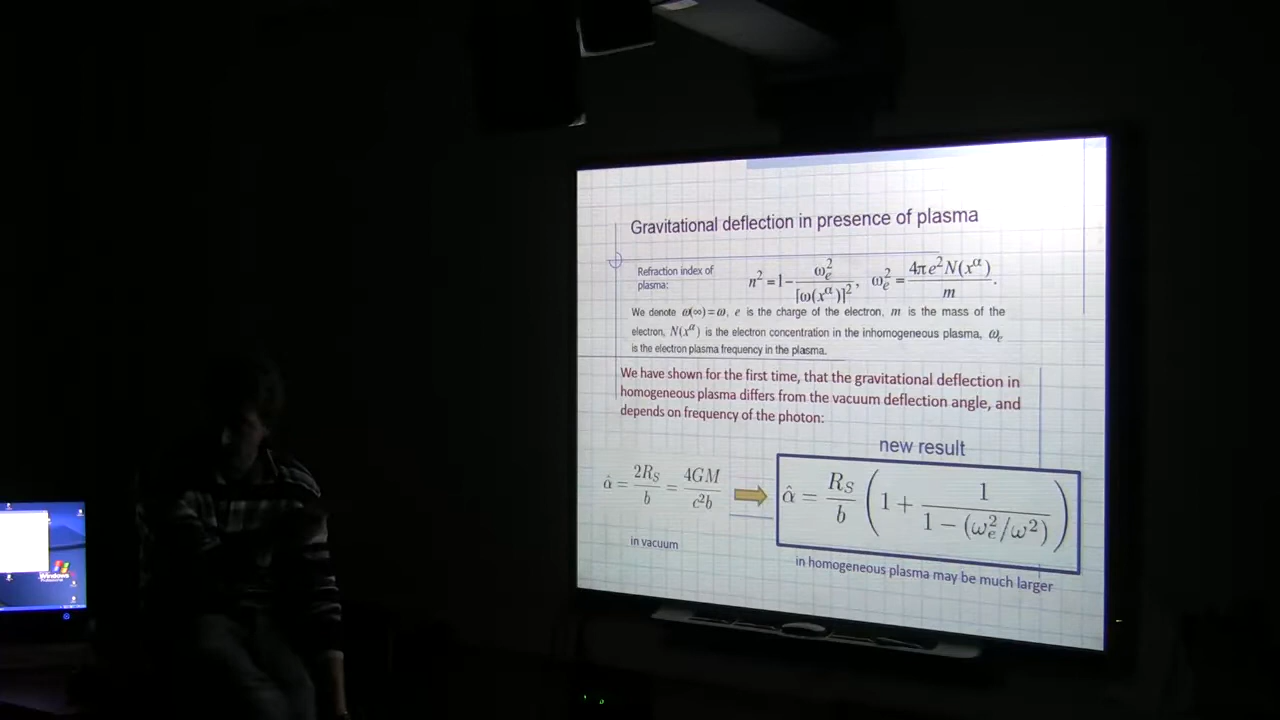 Gravitational deflection in presence of plasma
Refraction index of
plasma:
n² = 1 − ω_e² / [ω(x^α)]², ω_e² = 4πe²N(x^α) / m.
We denote ω(∞) = ω, e is the charge of the electron, m is the mass of the
electron, N(x^α) is the electron concentration in the inhomogeneous plasma, ω_e
is the electron plasma frequency in the plasma.
We have shown for the first time, that the gravitational deflection in
homogeneous plasma differs from the vacuum deflection angle, and
depends on frequency of the photon:
new result
α̂ = 2R_S / b = 4GM / c²b
α̂ = R_S / b (1 + 1 / (1 − (ω_e²/ω²)))
in vacuum
in homogeneous plasma may be much larger
Windows